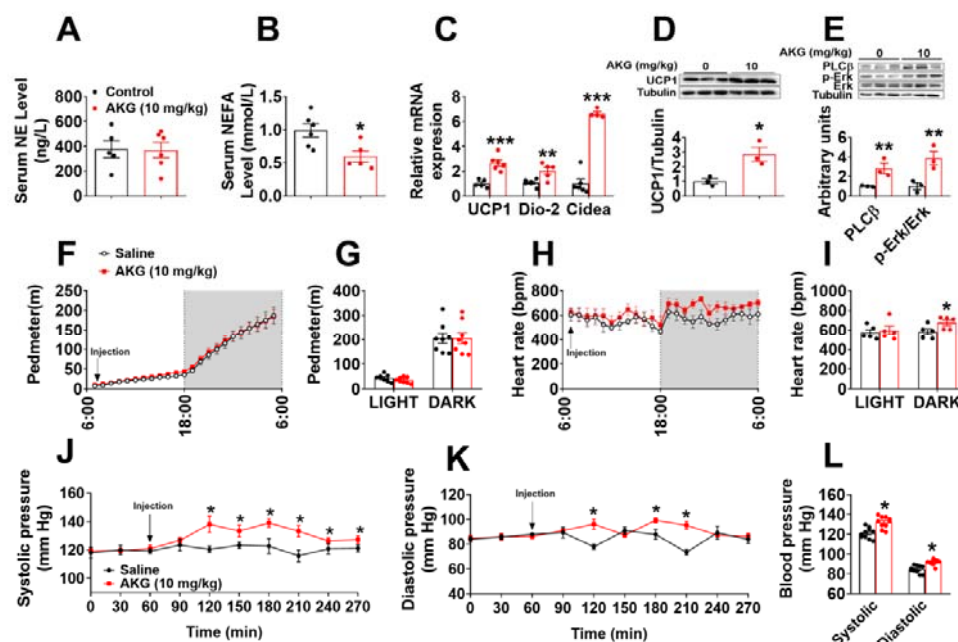 A
Control
AKG (10 mg/kg)
Serum NE Level
(ng/L)
800
600
400
200
0
B
Serum NEFA
Level (mmol/L)
1.5
1.0
0.5
0.0
*
C
Relative mRNA
expresion
8
6
4
2
0
*** ** ***
UCP1 Dio-2 Cidea
D
AKG (mg/kg)
0 10
UCP1
Tubulin
UCP1/Tubulin
4
3
2
1
0
*
E
AKG (mg/kg)
0 10
PLCβ
p-Erk
Erk
Tubulin
Arbitrary units
6
4
2
0
** **
PLCβ
p-Erk/Erk
F
Saline
AKG (10 mg/kg)
Pedmeter(m)
250
200
150
100
50
0
Injection
6:00 18:00 6:00
G
Pedmeter(m)
400
300
200
100
0
LIGHT DARK
H
Heart rate (bpm)
800
600
400
200
0
Injection
6:00 18:00 6:00
I
Heart rate (bpm)
1000
800
600
400
200
0
*
LIGHT DARK
J
Systolic pressure
(mm Hg)
160
140
120
100
Injection
* * * * * *
Saline
AKG (10 mg/kg)
0 30 60 90 120 150 180 210 240 270
Time (min)
K
Diastolic pressure
(mm Hg)
120
100
80
60
Injection
* * *
Saline
AKG (10 mg/kg)
0 30 60 90 120 150 180 210 240 270
Time (min)
L
Blood pressure
(mm Hg)
160
140
120
100
80
60
* *
Systolic
Diastolic